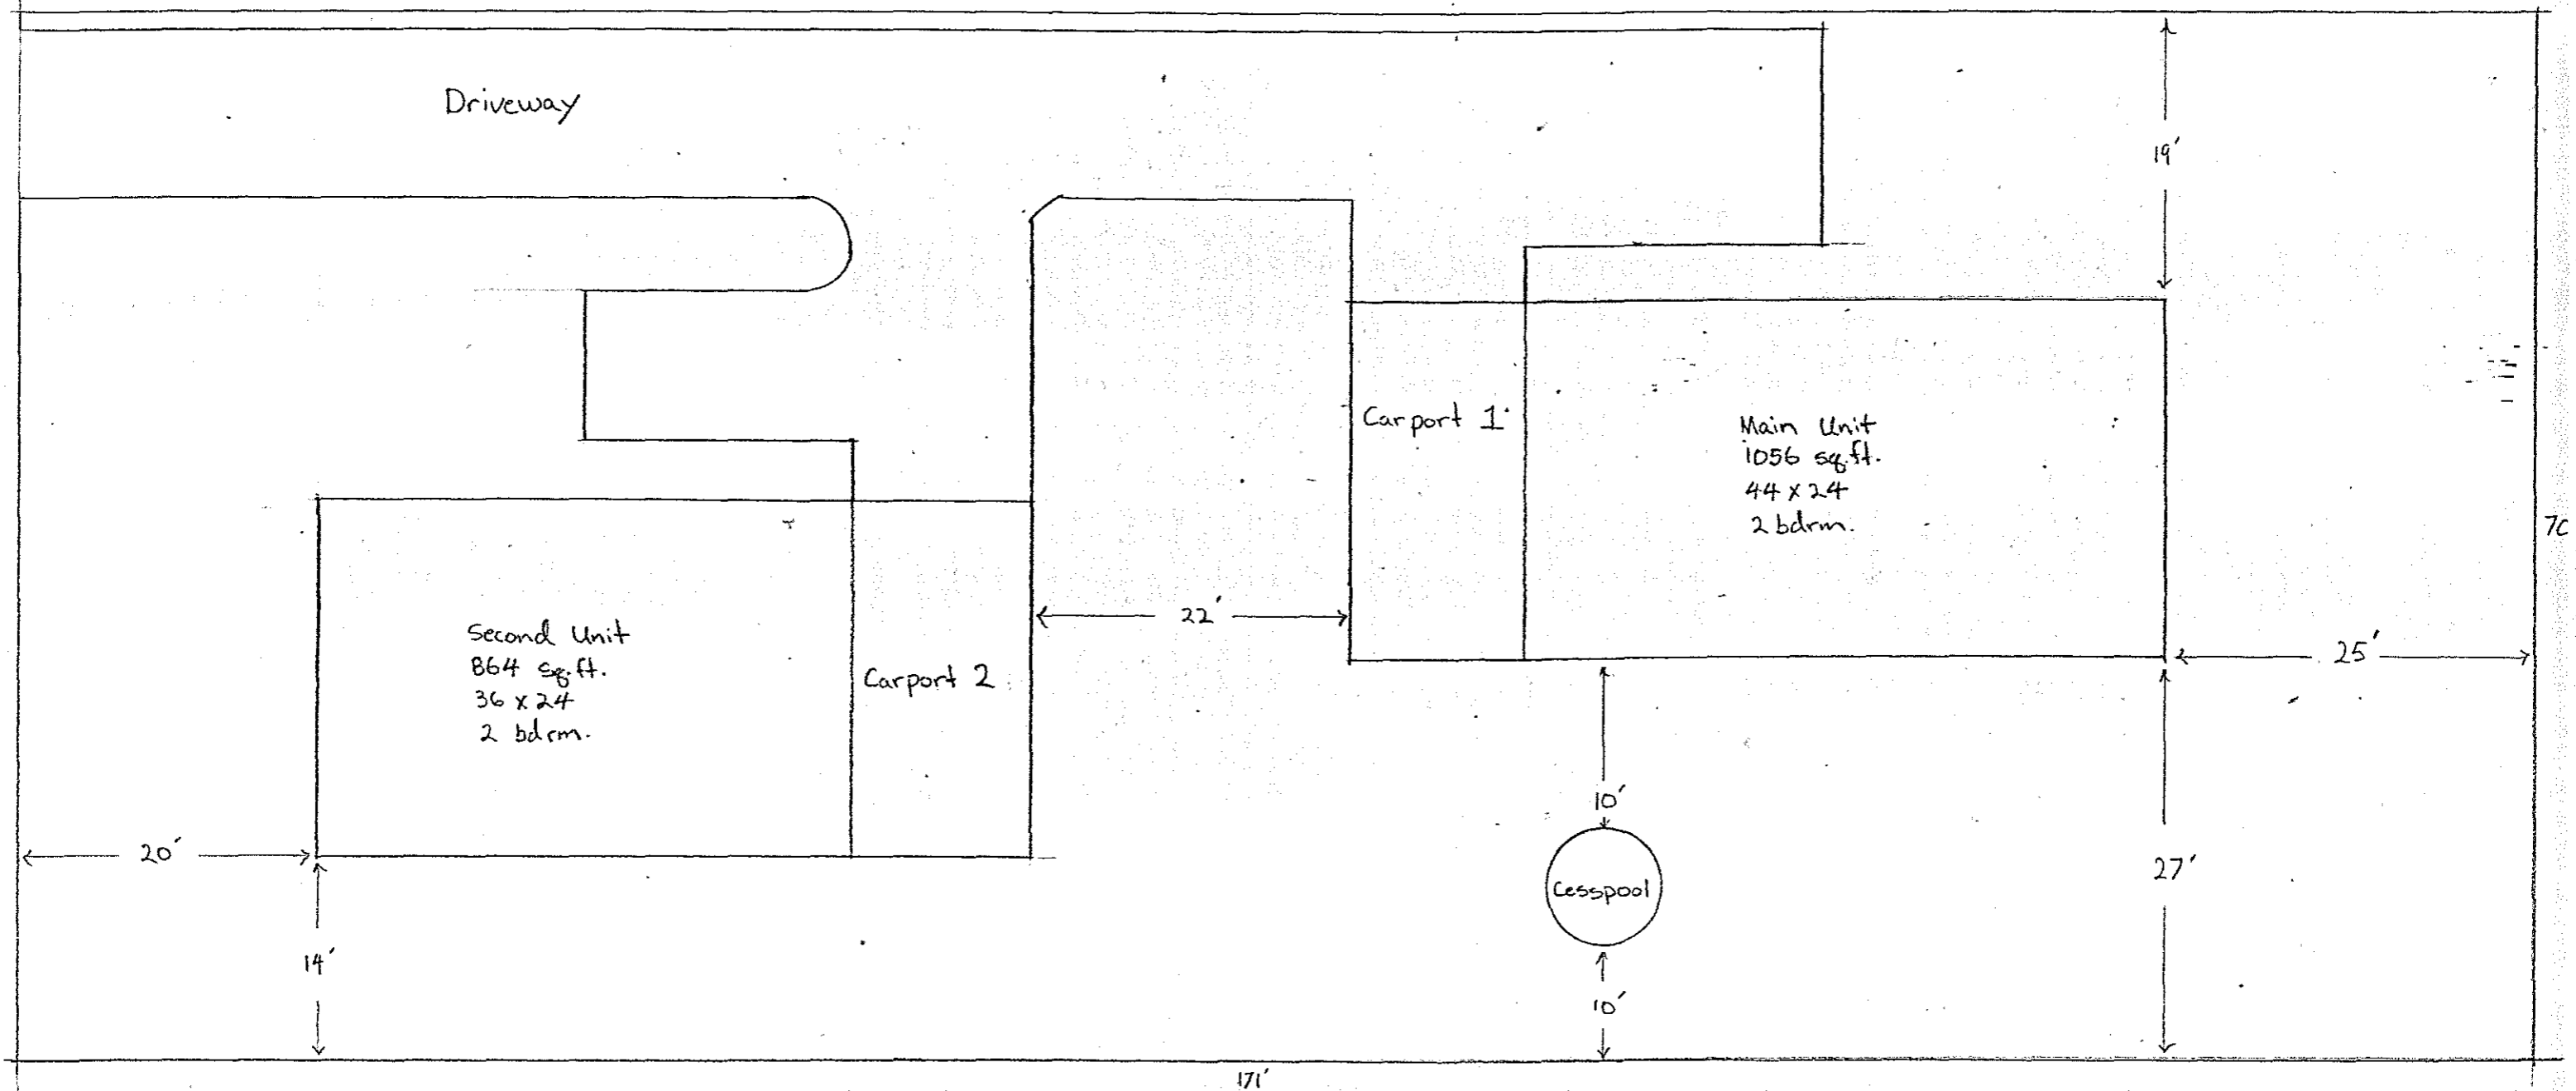 Driveway
19'
Carport 1
Main Unit
1056 sq.ft.
44 x 24
2 bdrm.
22'
Second Unit
864 sq.ft.
36 x 24
2 bdrm.
Carport 2
25'
10'
20'
Cesspool
27'
14'
10'
171'